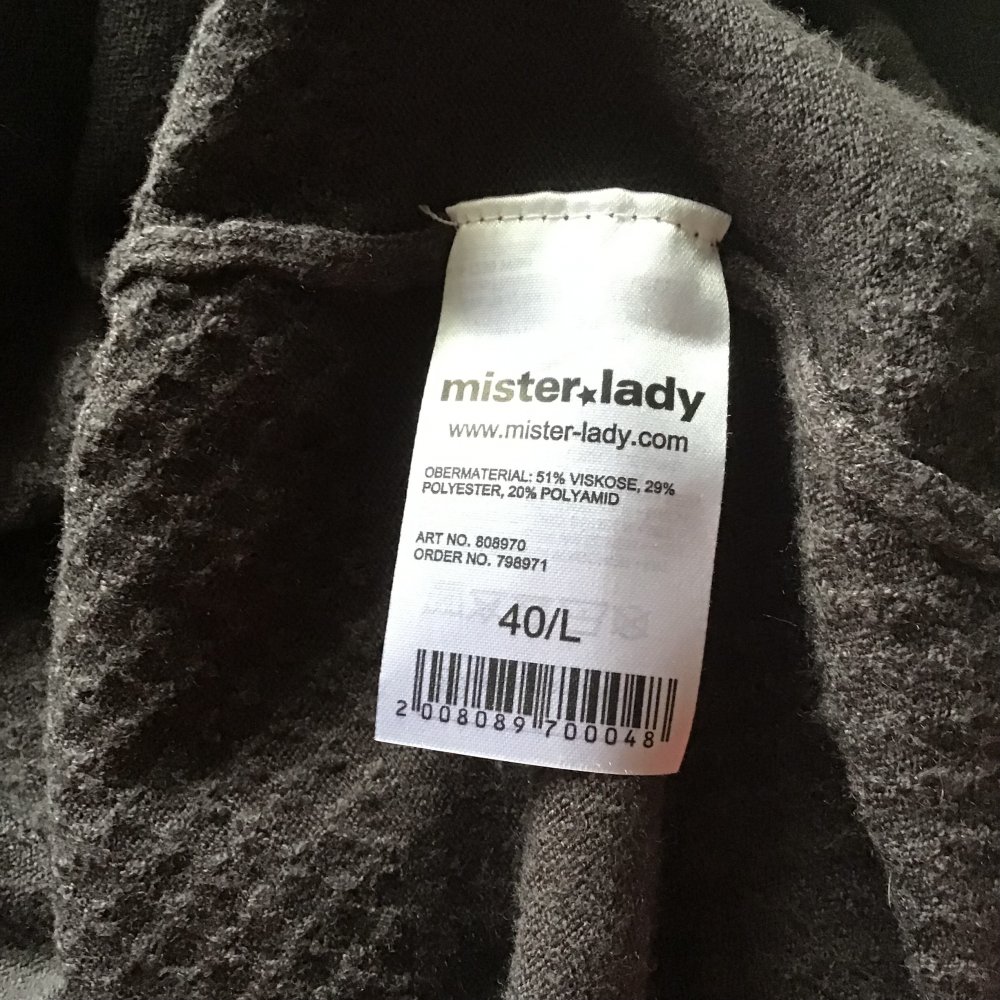 mister★lady
www.mister-lady.com
OBERMATERIAL: 51% VISKOSE, 29%
POLYESTER, 20% POLYAMID
ART NO. 808970
ORDER NO. 798971
40/L
2 008089 700048